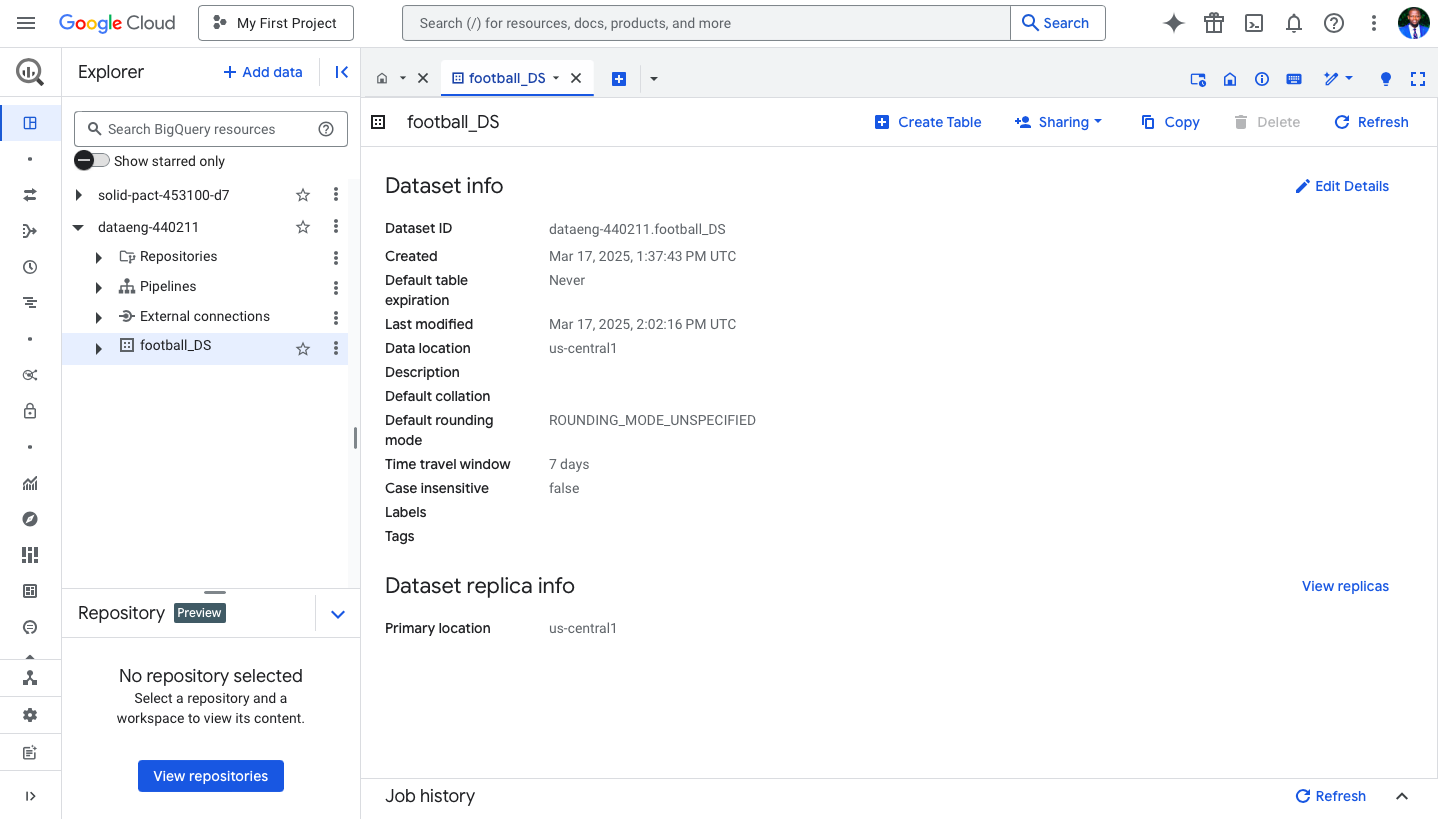 Google Cloud
My First Project
Search (/) for resources, docs, products, and more
Search
Explorer
Add data
football_DS
Search BigQuery resources
Show starred only
solid-pact-453100-d7
dataeng-440211
Repositories
Pipelines
External connections
football_DS
Repository
Preview
No repository selected
Select a repository and a
workspace to view its content.
View repositories
football_DS
Create Table
Sharing
Copy
Delete
Refresh
Dataset info
Edit Details
Dataset ID
dataeng-440211.football_DS
Created
Mar 17, 2025, 1:37:43 PM UTC
Default table
expiration
Never
Last modified
Mar 17, 2025, 2:02:16 PM UTC
Data location
us-central1
Description
Default collation
Default rounding
mode
ROUNDING_MODE_UNSPECIFIED
Time travel window
7 days
Case insensitive
false
Labels
Tags
Dataset replica info
View replicas
Primary location
us-central1
Job history
Refresh